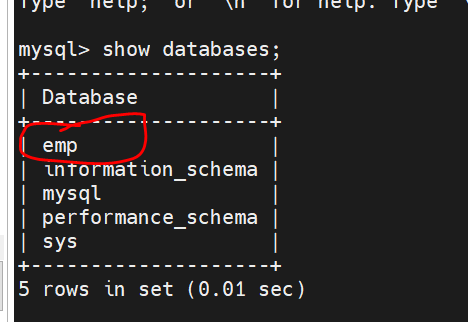 Type 'help;' or '\h' for help. Type '\
mysql> show databases;
+--------------------+
| Database           |
+--------------------+
| emp                |
| information_schema |
| mysql              |
| performance_schema |
| sys                |
+--------------------+
5 rows in set (0.01 sec)